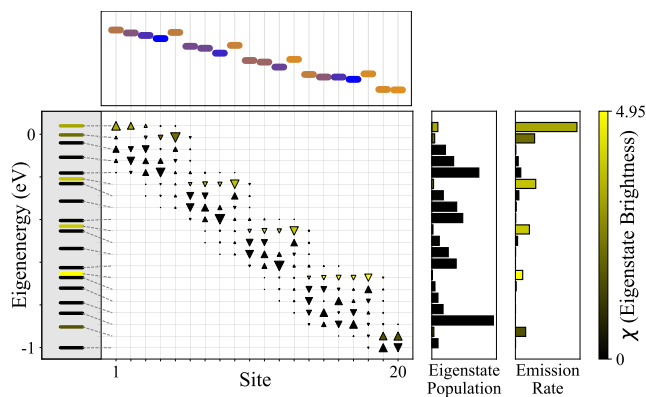 4.95
0
Eigenenergy (eV)
-1
1
Site
20
Eigenstate
Population
Emission
Rate
0
χ (Eigenstate Brightness)